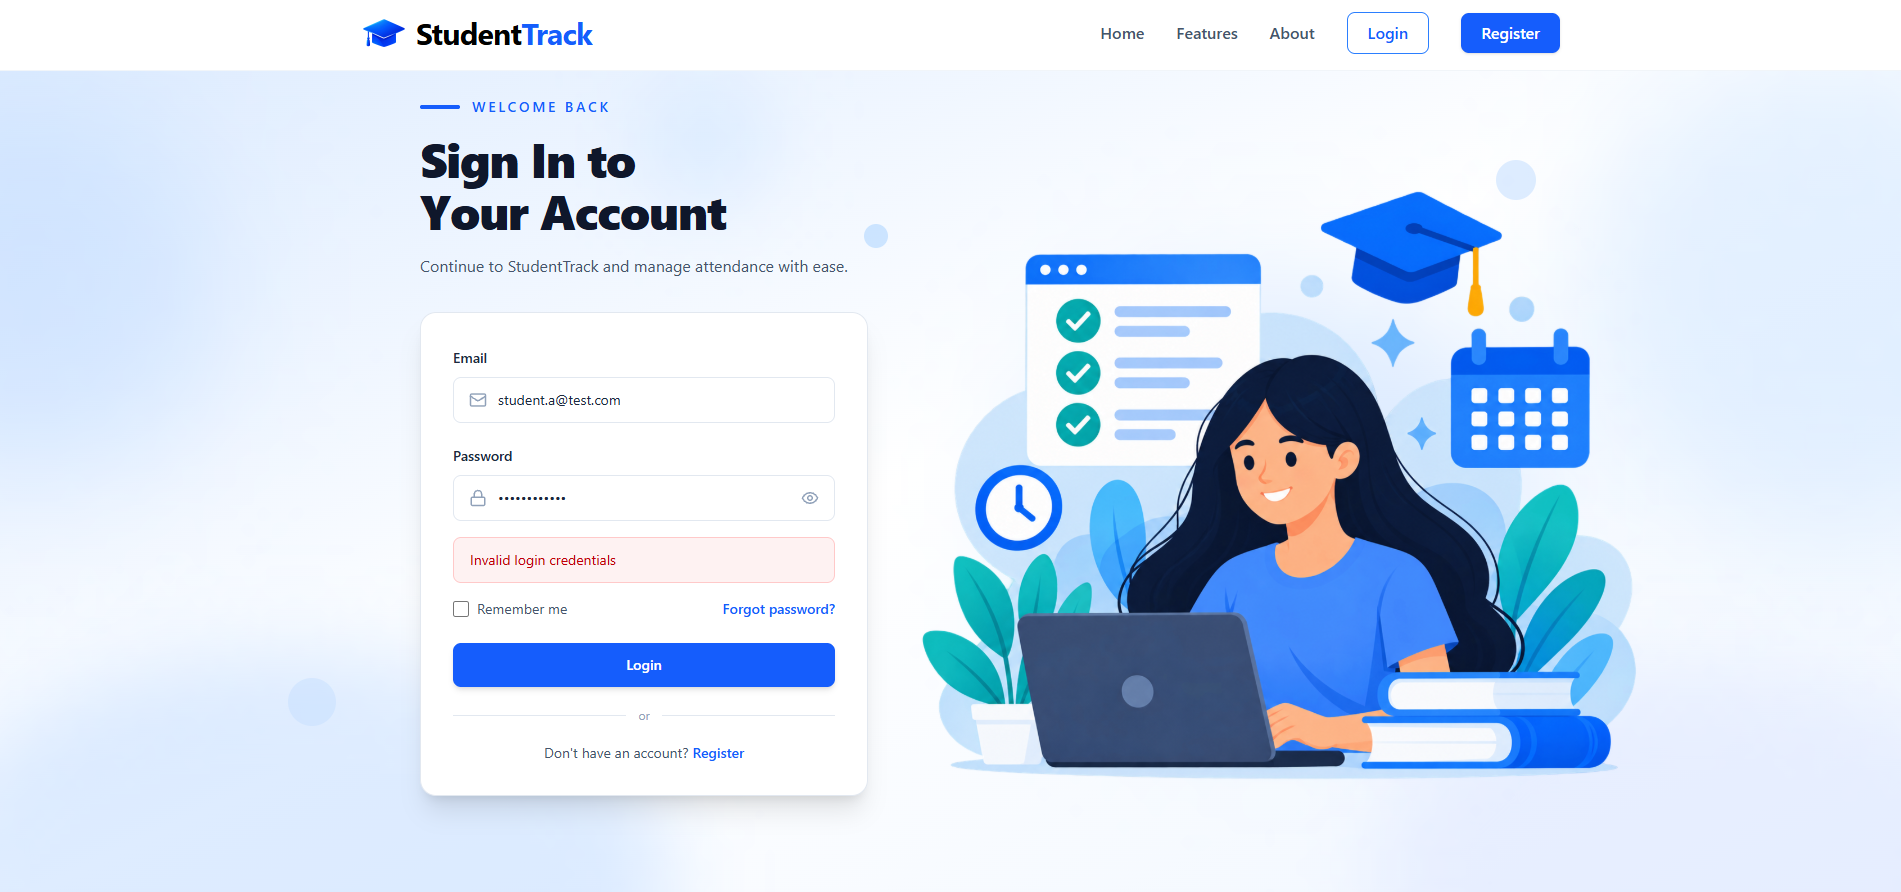 StudentTrack
Home
Features
About
Login
Register
WELCOME BACK
Sign In to
Your Account
Continue to StudentTrack and manage attendance with ease.
Email
student.a@test.com
Password
••••••••••••
Invalid login credentials
Remember me
Forgot password?
Login
or
Don't have an account? Register